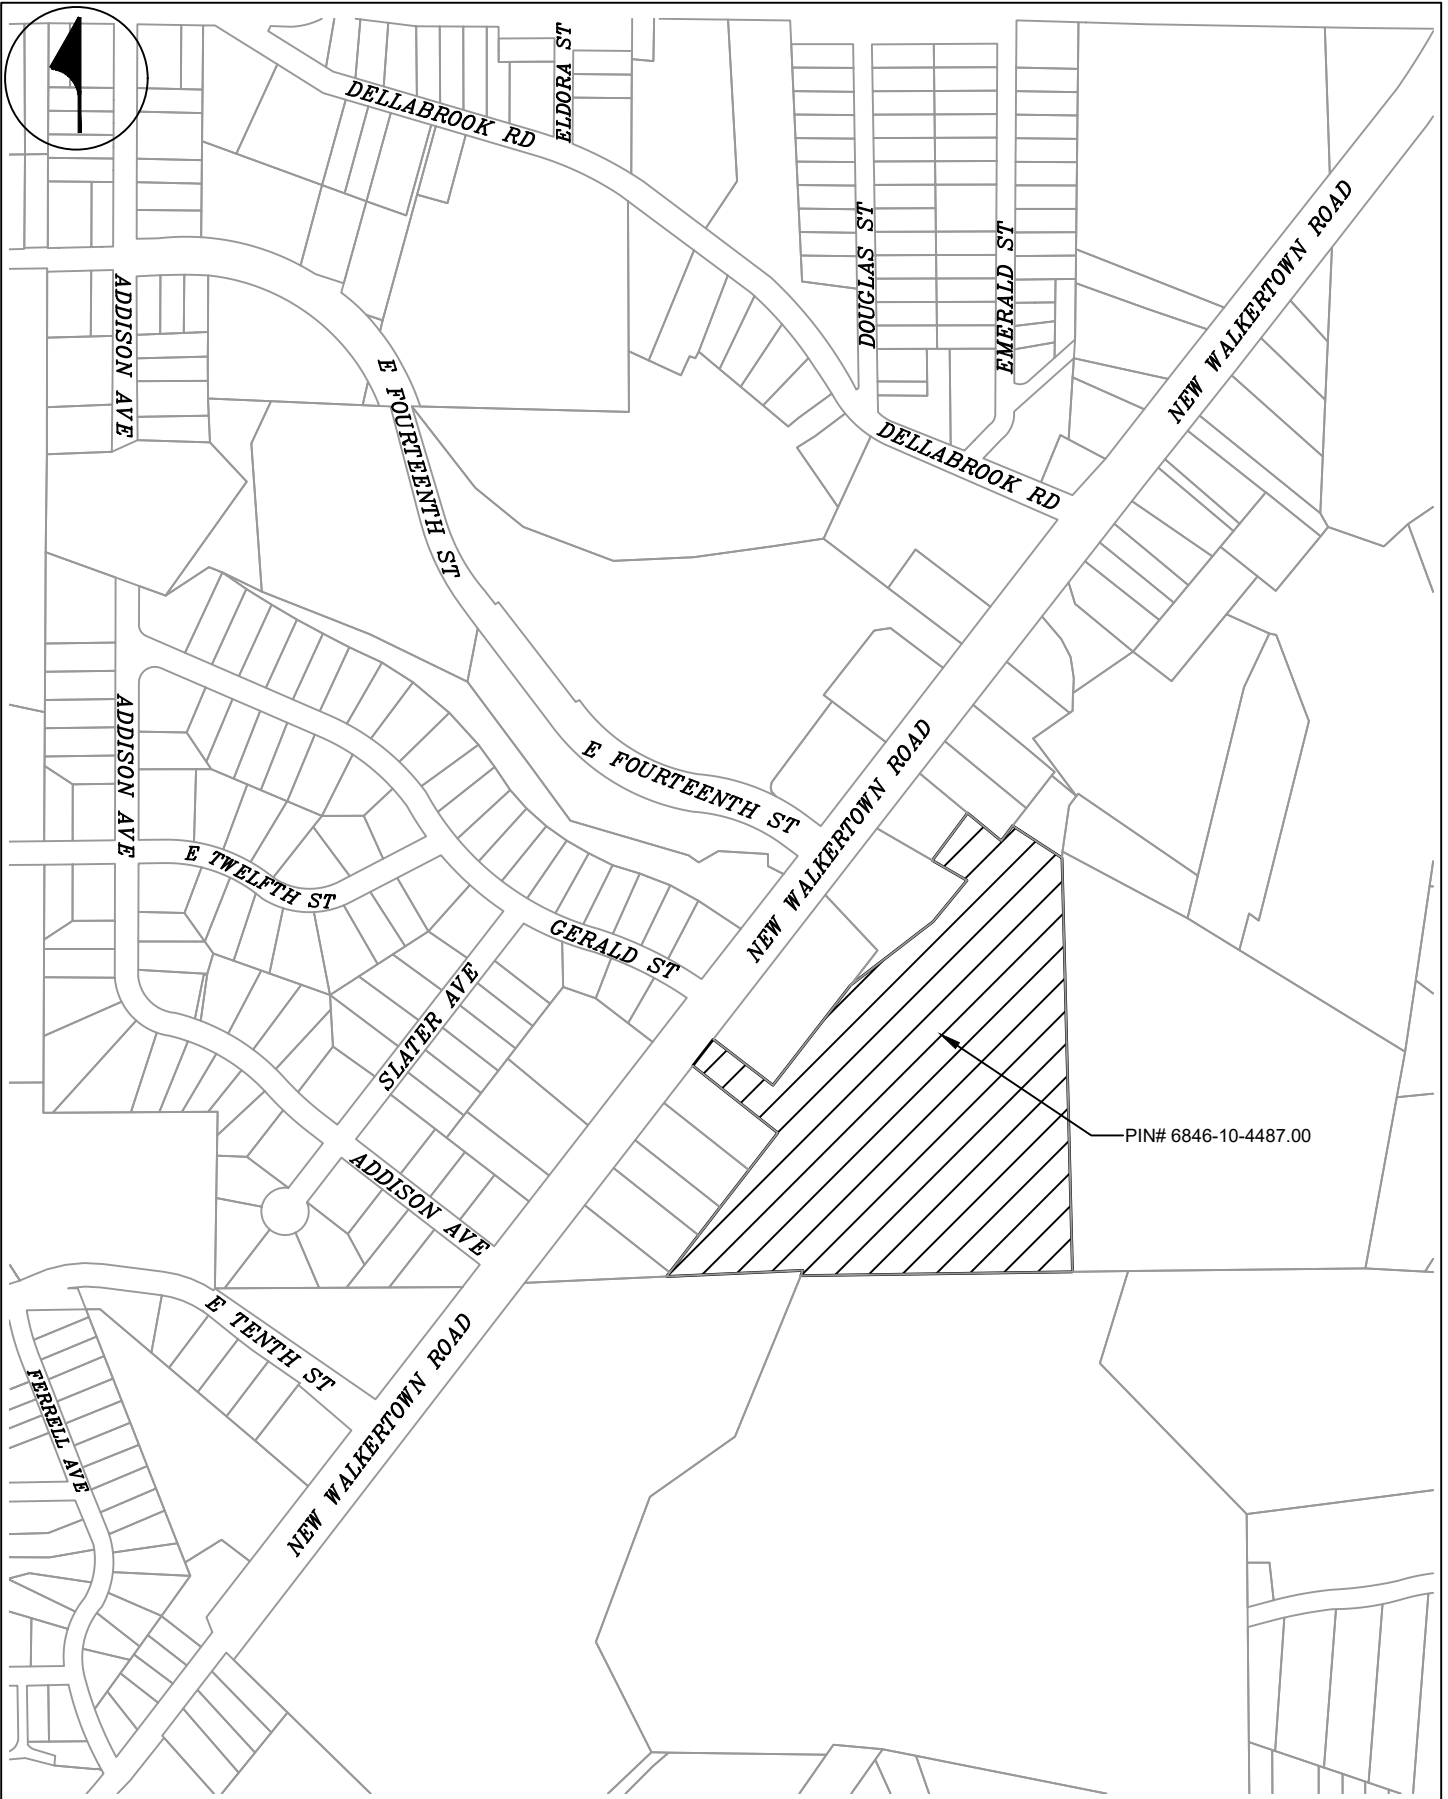 ELDORA ST
DELLABROOK RD
DOUGLAS ST
EMERALD ST
NEW WALKERTOWN ROAD
ADDISON AVE
E FOURTEENTH ST
DELLABROOK RD
ADDISON AVE
E FOURTEENTH ST
NEW WALKERTOWN ROAD
E TWELFTH ST
GERALD ST
SLATER AVE
PIN# 6846-10-4487.00
ADDISON AVE
E TENTH ST
FERRELL AVE
NEW WALKERTOWN ROAD